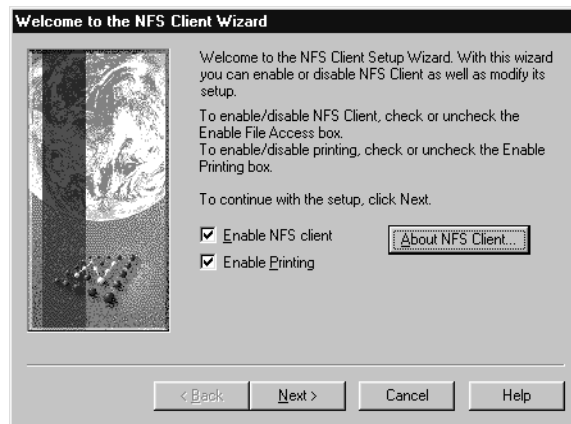 Welcome to the NFS Client Wizard
Welcome to the NFS Client Setup Wizard. With this wizard
you can enable or disable NFS Client as well as modify its
setup.
To enable/disable NFS Client, check or uncheck the
Enable File Access box.
To enable/disable printing, check or uncheck the Enable
Printing box.
To continue with the setup, click Next.
Enable NFS client
About NFS Client...
Enable Printing
< Back
Next >
Cancel
Help